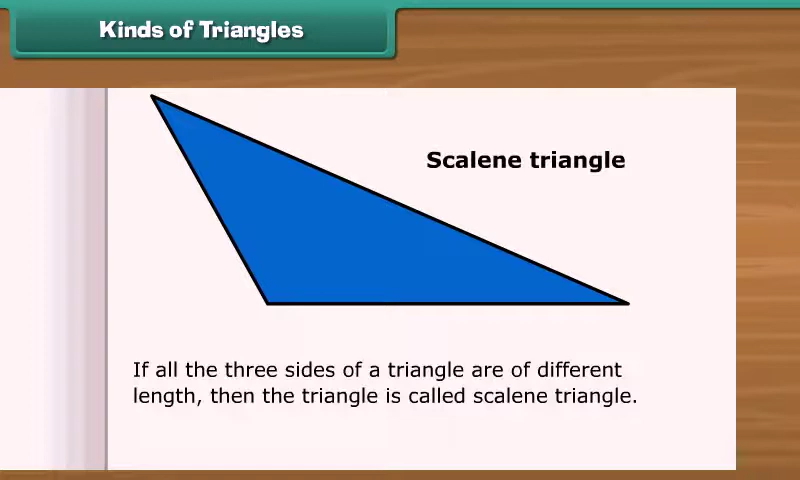 Kinds of Triangles
Scalene triangle
If all the three sides of a triangle are of different
length, then the triangle is called scalene triangle.